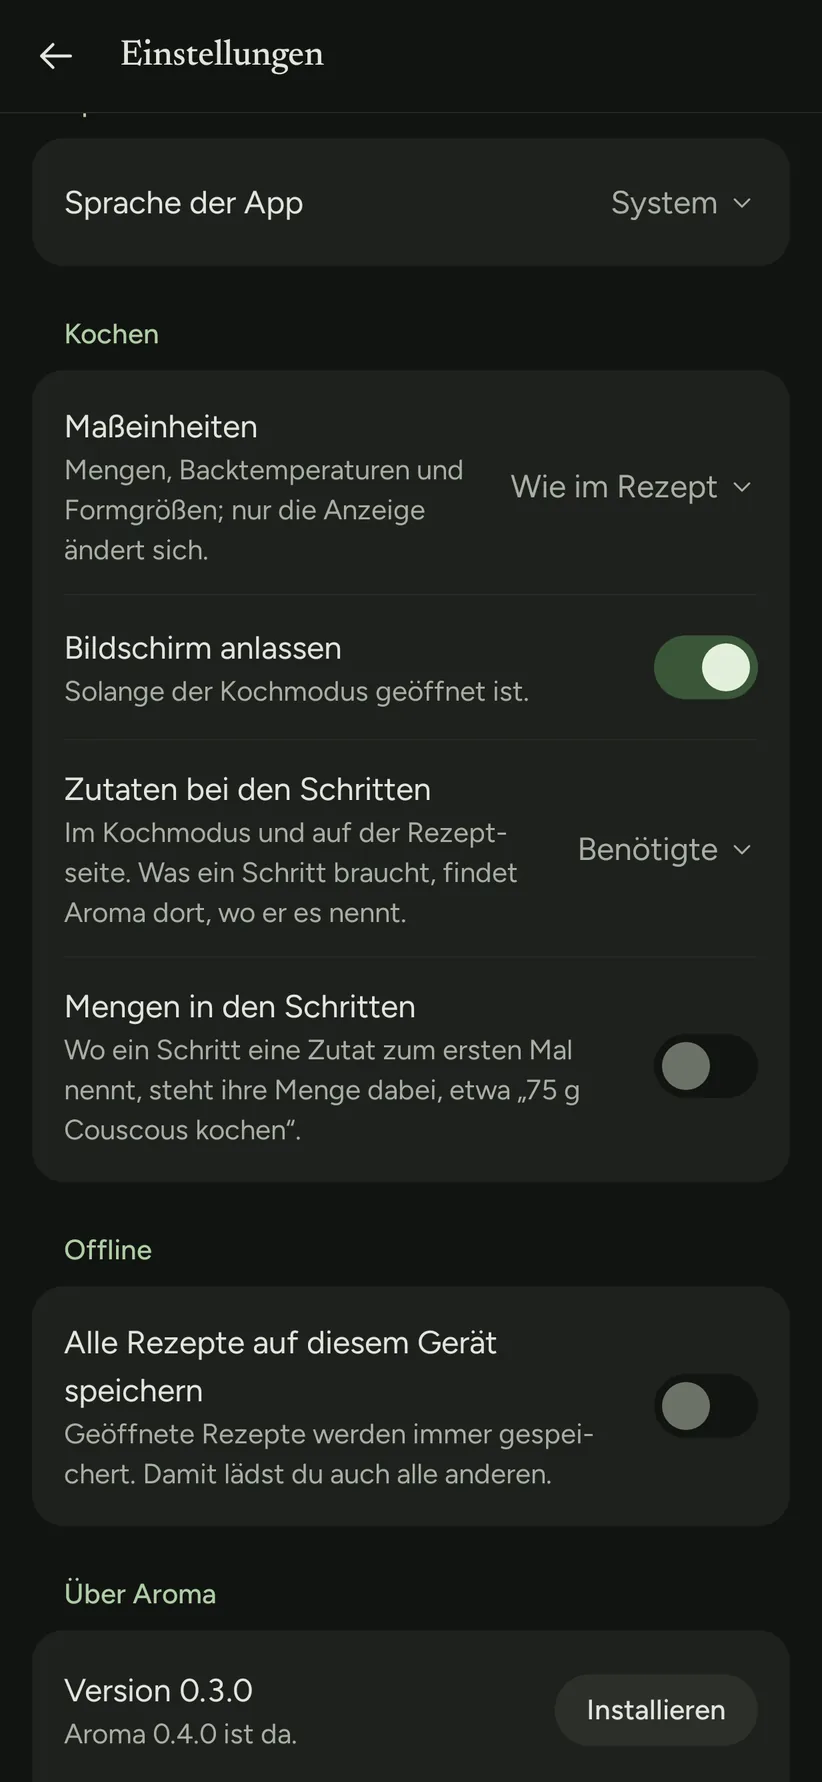 Einstellungen
Sprache der App
System
Kochen
Maßeinheiten
Mengen, Backtemperaturen und
Formgrößen; nur die Anzeige
ändert sich.
Wie im Rezept
Bildschirm anlassen
Solange der Kochmodus geöffnet ist.
Zutaten bei den Schritten
Im Kochmodus und auf der Rezept-
seite. Was ein Schritt braucht, findet
Aroma dort, wo er es nennt.
Benötigte
Mengen in den Schritten
Wo ein Schritt eine Zutat zum ersten Mal
nennt, steht ihre Menge dabei, etwa „75 g
Couscous kochen“.
Offline
Alle Rezepte auf diesem Gerät
speichern
Geöffnete Rezepte werden immer gespei-
chert. Damit lädst du auch alle anderen.
Über Aroma
Version 0.3.0
Aroma 0.4.0 ist da.
Installieren